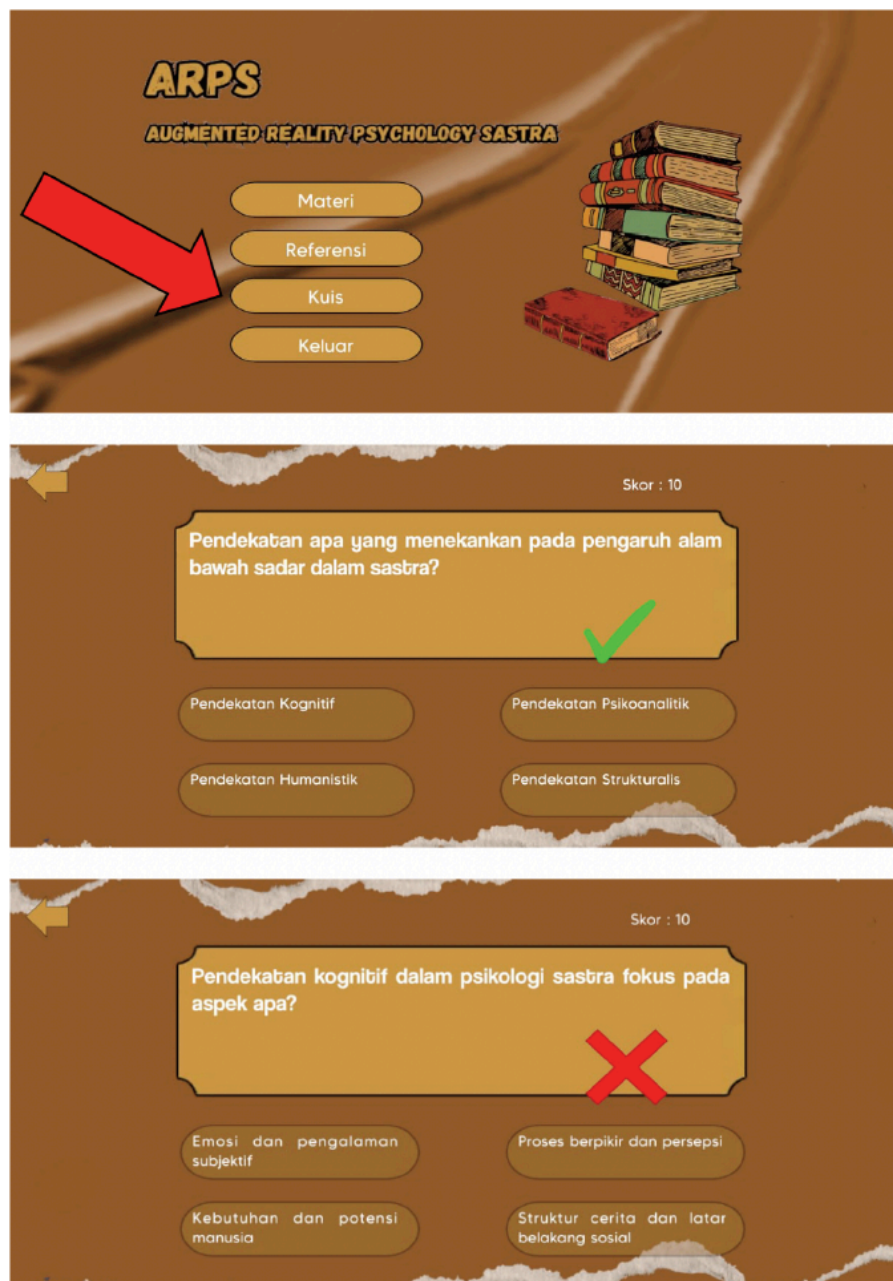 ARPS
AUGMENTED REALITY PSYCHOLOGY SASTRA
Materi
Referensi
Kuis
Keluar
Skor : 10
Pendekatan apa yang menekankan pada pengaruh alam
bawah sadar dalam sastra?
Pendekatan Kognitif
Pendekatan Psikoanalitik
Pendekatan Humanistik
Pendekatan Strukturalis
Skor : 10
Pendekatan kognitif dalam psikologi sastra fokus pada
aspek apa?
Emosi dan pengalaman
subjektif
Proses berpikir dan persepsi
Kebutuhan dan potensi
manusia
Struktur cerita dan latar
belakang sosial